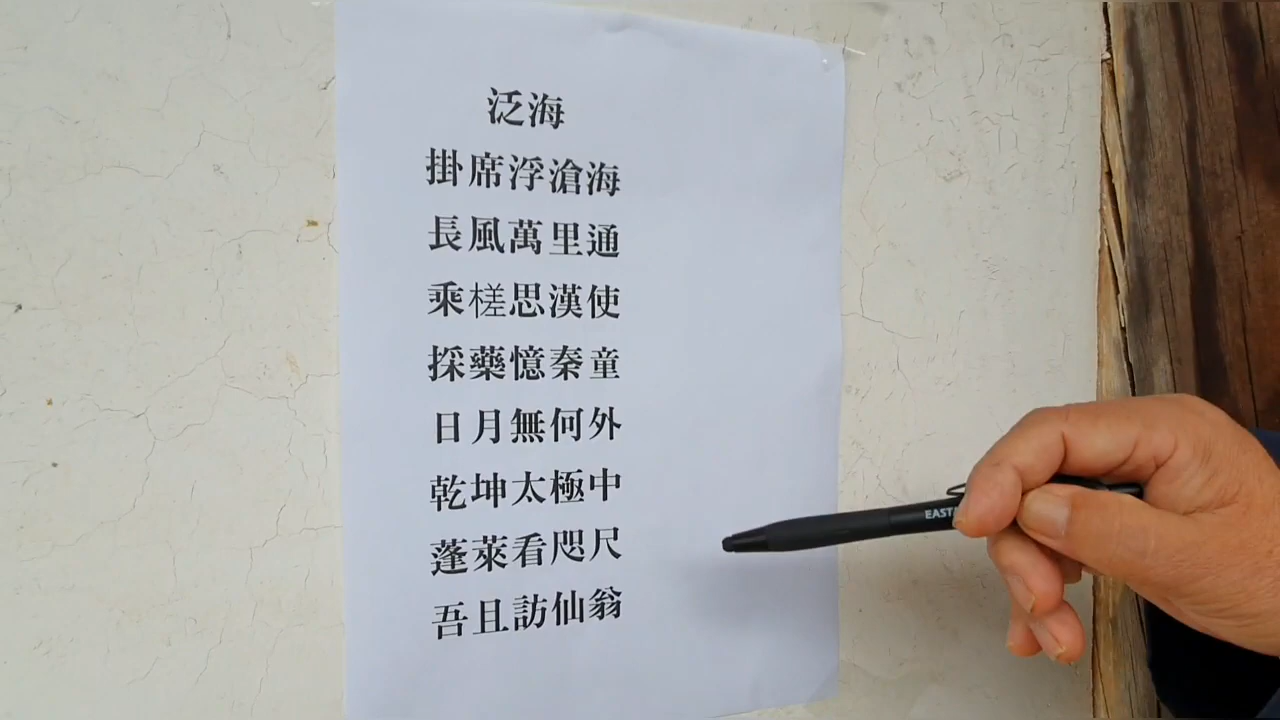 泛海
掛席浮滄海
長風萬里通
乘槎思漢使
採藥憶秦童
日月無何外
乾坤太極中
蓬萊看咫尺
吾且訪仙翁